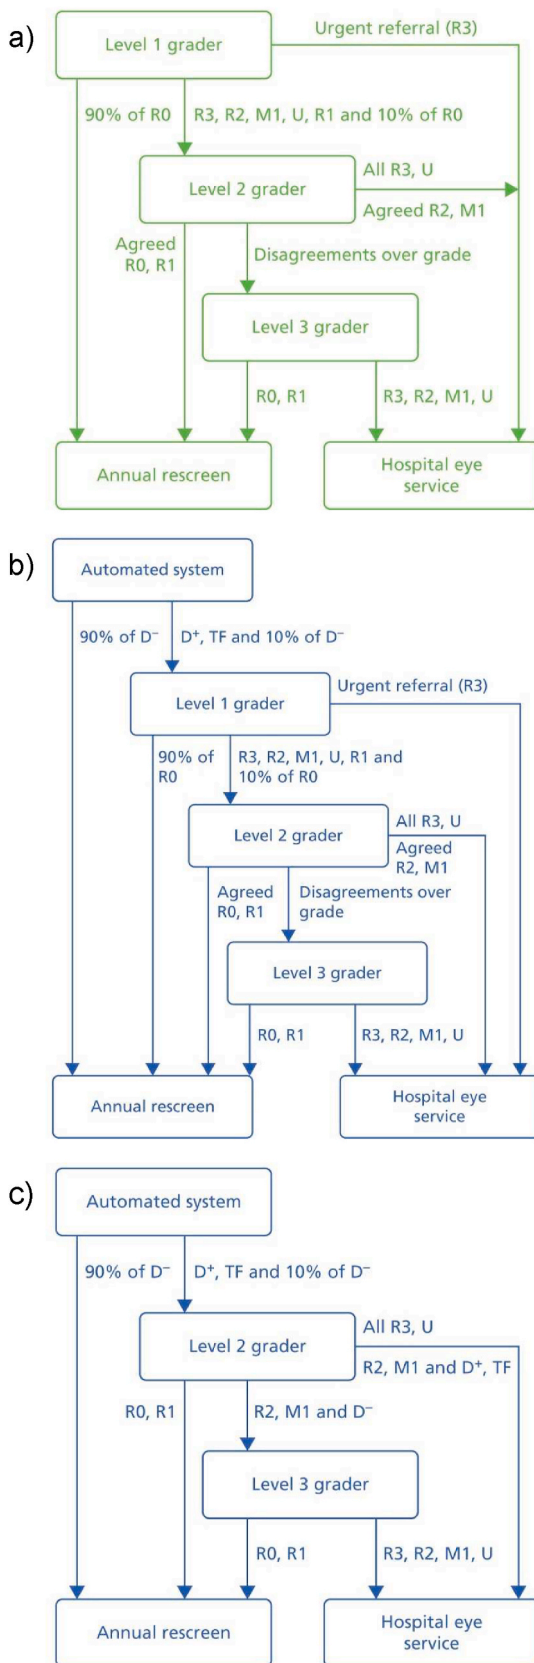 a)
Level 1 grader
Urgent referral (R3)
90% of R0
R3, R2, M1, U, R1 and 10% of R0
Level 2 grader
All R3, U
Agreed R2, M1
Agreed
R0, R1
Disagreements over grade
Level 3 grader
R0, R1
R3, R2, M1, U
Annual rescreen
Hospital eye
service
b)
Automated system
90% of D⁻
D⁺, TF and 10% of D⁻
Level 1 grader
Urgent referral (R3)
90% of
R0
R3, R2, M1, U, R1 and
10% of R0
Level 2 grader
All R3, U
Agreed
R2, M1
Agreed
R0, R1
Disagreements over
grade
Level 3 grader
R0, R1
R3, R2, M1, U
Annual rescreen
Hospital eye
service
c)
Automated system
90% of D⁻
D⁺, TF and 10% of D⁻
Level 2 grader
All R3, U
R2, M1 and D⁺, TF
R0, R1
R2, M1 and D⁻
Level 3 grader
R0, R1
R3, R2, M1, U
Annual rescreen
Hospital eye
service